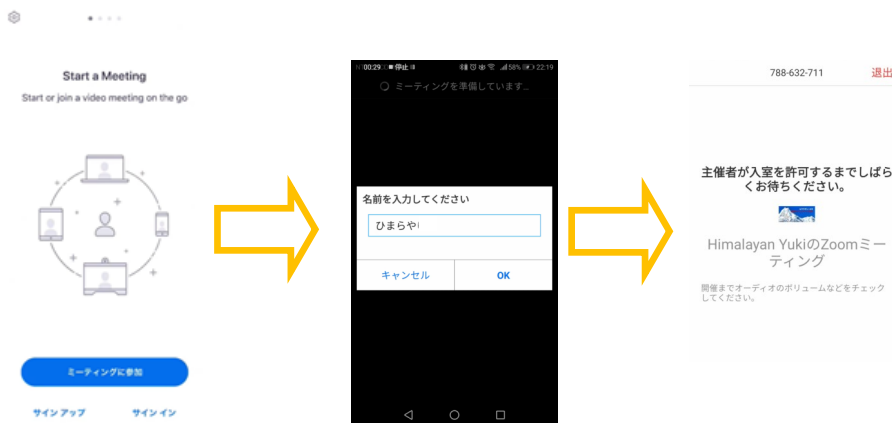 Start a Meeting
Start or join a video meeting on the go
ミーティングに参加
サインアップ
サインイン
00:29 停止
58% 22:19
ミーティングを準備しています...
名前を入力してください
ひまらや
キャンセル
OK
788-632-711
退出
主催者が入室を許可するまでしばら
くお待ちください。
Himalayan YukiのZoomミー
ティング
開催までオーディオのボリュームなどをチェック
してください。